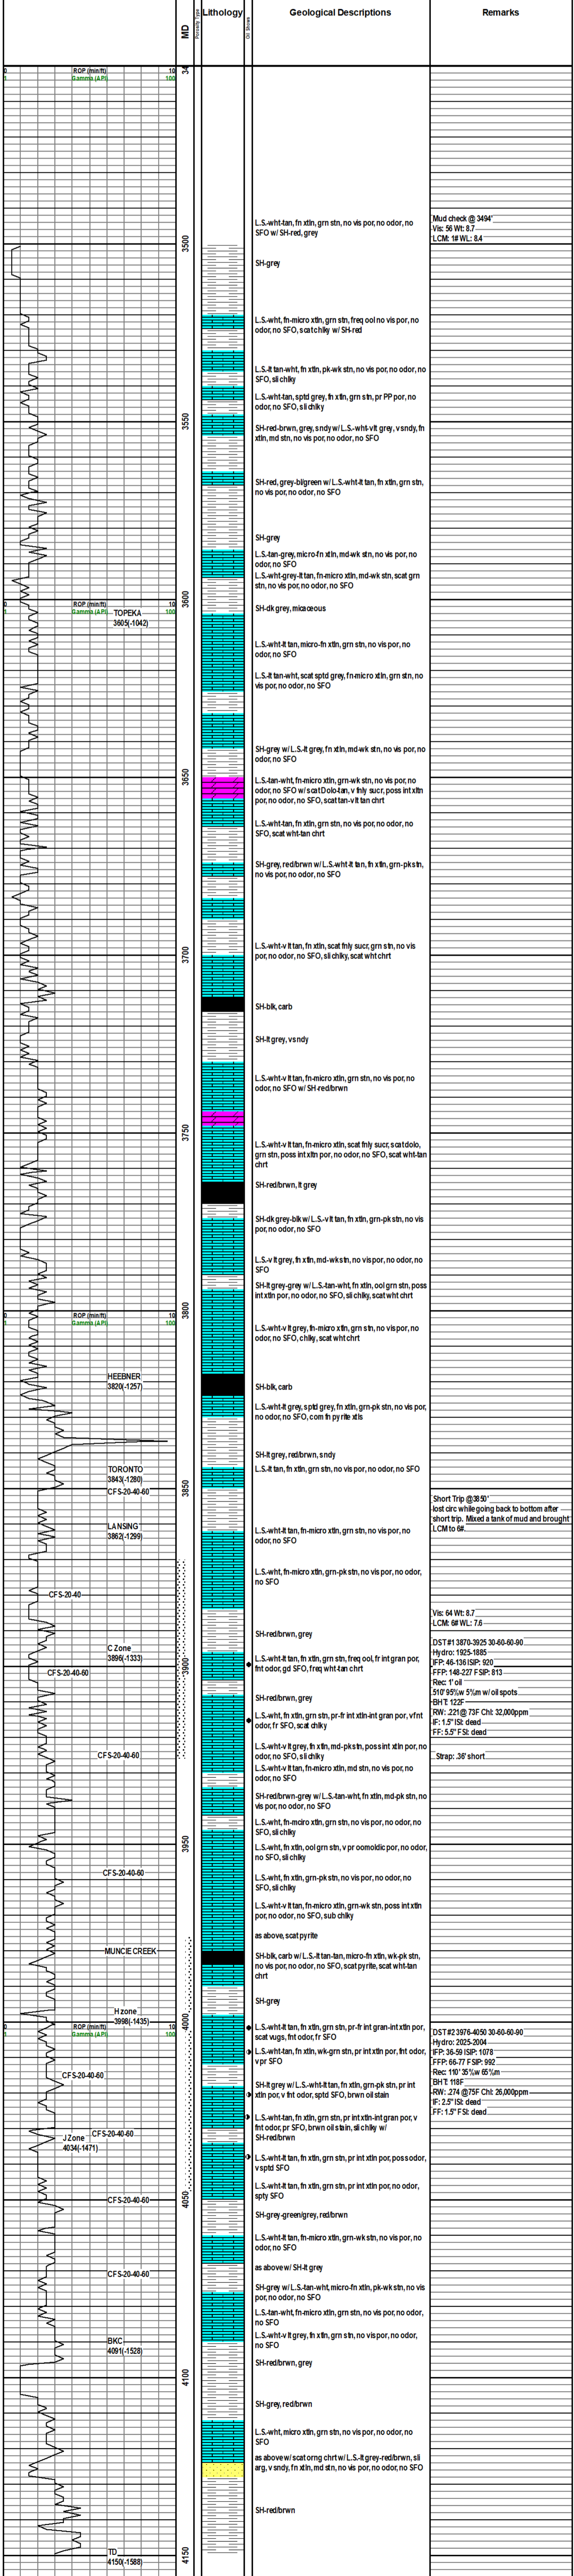 MD
Porosity Type
Lithology
Oil Shows
Geological Descriptions
Remarks
0 ROP (min/ft) 10
1 Gamma (API) 100
34
L.S.-wht-tan, fn xtln, grn stn, no vis por, no odor, no
SFO w/ SH-red, grey
Mud check @ 3494'
Vis: 56 Wt: 8.7
LCM: 1# WL: 8.4
3500
SH-grey
L.S.-wht, fn-micro xtln, grn stn, freq ool no vis por, no
odor, no SFO, scat chlky w/ SH-red
L.S.-lt tan-wht, fn xtln, pk-wk stn, no vis por, no odor, no
SFO, sli chlky
L.S.-wht-tan, sptd grey, fn xtln, grn stn, pr PP por, no
odor, no SFO, sli chlky
3550
SH-red-brwn, grey, sndy w/ L.S.-wht-vlt grey, v sndy, fn
xtln, md stn, no vis por, no odor, no SFO
SH-red, grey-bl/green w/ L.S.-wht-lt tan, fn xtln, grn stn,
no vis por, no odor, no SFO
SH-grey
L.S.-tan-grey, micro-fn xtln, md-wk stn, no vis por, no
odor, no SFO
L.S.-wht-grey-lt tan, fn-micro xtln, md-wk stn, scat grn
stn, no vis por, no odor, no SFO
3600
0 ROP (min/ft) 10
1 Gamma (API) 100
TOPEKA
3605(-1042)
SH-dk grey, micaceous
L.S.-wht-lt tan, micro-fn xtln, grn stn, no vis por, no
odor, no SFO
L.S.-lt tan-wht, scat sptd grey, fn-micro xtln, grn stn, no
vis por, no odor, no SFO
SH-grey w/ L.S.-lt grey, fn xtln, md-wk stn, no vis por, no
odor, no SFO
3650
L.S.-tan-wht, fn-micro xtln, grn-wk stn, no vis por, no
odor, no SFO w/ scat Dolo-tan, v fnly sucr, poss int xltn
por, no odor, no SFO, scat tan-vlt tan chrt
L.S.-wht-tan, fn xtln, grn stn, no vis por, no odor, no
SFO, scat wht-tan chrt
SH-grey, red/brwn w/ L.S.-wht-lt tan, fn xtln, grn-pk stn,
no vis por, no odor, no SFO
3700
L.S.-wht-v lt tan, fn xtln, scat fnly sucr, grn stn, no vis
por, no odor, no SFO, sli chlky, scat wht chrt
SH-blk, carb
SH-lt grey, v sndy
L.S.-wht-v lt tan, fn-micro xtln, grn stn, no vis por, no
odor, no SFO w/ SH-red/brwn
3750
L.S.-wht-v lt tan, fn-micro xtln, scat fnly sucr, scat dolo,
grn stn, poss int xltn por, no odor, no SFO, scat wht-tan
chrt
SH-red/brwn, lt grey
SH-dk grey-blk w/ L.S.-vlt tan, fn xtln, grn-pk stn, no vis
por, no odor, no SFO
L.S.-v lt grey, fn xtln, md-wk stn, no vis por, no odor, no
SFO
SH-lt grey-grey w/ L.S.-tan-wht, fn xtln, ool grn stn, poss
int xltn por, no odor, no SFO, sli chlky, scat wht chrt
3800
0 ROP (min/ft) 10
1 Gamma (API) 100
L.S.-wht-v lt grey, fn-micro xtln, grn stn, no vis por, no
odor, no SFO, chlky, scat wht chrt
HEEBNER
3820(-1257)
SH-blk, carb
L.S.-wht-lt grey, sptd grey, fn xtln, grn-pk stn, no vis por,
no odor, no SFO, com fn pyrite xtls
SH-lt grey, red/brwn, sndy
TORONTO
3843(-1280)
L.S.-lt tan, fn xtln, grn stn, no vis por, no odor, no SFO
3850
CFS-20-40-60
Short Trip @3850'
lost circ while going back to bottom after
short trip. Mixed a tank of mud and brought
LCM to 6#.
LANSING
3862(-1299)
L.S.-wht-lt tan, fn-micro xtln, grn stn, no vis por, no
odor, no SFO
L.S.-wht, fn-micro xtln, grn-pk stn, no vis por, no odor,
no SFO
CFS-20-40
Vis: 64 Wt: 8.7
LCM: 6# WL: 7.6
SH-red/brwn, grey
C Zone
3896(-1333)
DST #1 3870-3925 30-60-60-90
Hydro: 1925-1885
IFP: 46-136 ISIP: 920
FFP: 148-227 FSIP: 813
Rec: 1' oil
510' 95%w 5%m w/ oil spots
BHT: 122F
RW: .221@ 73F Chl: 32,000ppm
IF: 1.5" ISI: dead
FF: 5.5" FSI: dead
3900
L.S.-wht-lt tan, fn xtln, grn stn, freq ool, fr int gran por,
fnt odor, gd SFO, freq wht-tan chrt
CFS-20-40-60
SH-red/brwn, grey
L.S.-wht, fn xtln, grn stn, pr-fr int xtln-int gran por, vfnt
odor, fr SFO, scat chlky
L.S.-wht-v lt grey, fn xtln, md-pk stn, poss int xltn por, no
odor, no SFO, sli chlky
CFS-20-40-60
Strap: .36' short
L.S.-wht-v lt tan, fn-micro xtln, md stn, no vis por, no
odor, no SFO
SH-red/brwn-grey w/ L.S.-tan-wht, fn xtln, md-pk stn, no
vis por, no odor, no SFO
3950
L.S.-wht, fn-mciro xtln, grn stn, no vis por, no odor, no
SFO, sli chlky
L.S.-wht, fn xtln, ool grn stn, v pr oomoldic por, no odor,
no SFO, sli chlky
CFS-20-40-60
L.S.-wht, fn xtln, grn-pk stn, no vis por, no odor, no
SFO, sli chlky
L.S.-wht-v lt tan, fn-micro xtln, grn-wk stn, poss int xtln
por, no odor, no SFO, sub chlky
as above, scat pyrite
MUNCIE CREEK
SH-blk, carb w/ L.S.-lt tan-tan, micro-fn xtln, wk-pk stn,
no vis por, no odor, no SFO, scat pyrite, scat wht-tan
chrt
SH-grey
H zone
3998(-1435)
4000
0 ROP (min/ft) 10
1 Gamma (API) 100
L.S.-wht-lt tan, fn xtln, grn stn, pr-fr int gran-int xtln por,
scat vugs, fnt odor, fr SFO
DST #2 3976-4050 30-60-60-90
Hydro: 2025-2004
IFP: 36-59 ISIP: 1078
FFP: 66-77 FSIP: 992
Rec: 110' 35%w 65%m
BHT: 118F
RW: .274 @75F Chl: 26,000ppm
IF: 2.5" ISI: dead
FF: 1.5" FSI: dead
L.S.-wht-tan, fn xtln, wk-grn stn, pr int xtln por, fnt odor,
v pr SFO
CFS-20-40-60
SH-lt grey w/ L.S.-wht-lt tan, fn xtln, grn-pk stn, pr int
xtln por, v fnt odor, sptd SFO, brwn oil stain
L.S.-wht-tan, fn xtln, grn stn, pr int xtln-int gran por, v
fnt odor, pr SFO, brwn oil stain, sli chlky w/
SH-red/brwn
CFS-20-40-60
J Zone
4034(-1471)
L.S.-wht-lt tan, fn xtln, grn stn, pr int xtln por, poss odor,
v sptd SFO
L.S.-wht-lt tan, fn xtln, grn stn, pr int xtln por, no odor,
spty SFO
4050
CFS-20-40-60
SH-grey-green/grey, red/brwn
L.S.-wht-lt tan, fn-micro xtln, grn-wk stn, no vis por, no
odor, no SFO
CFS-20-40-60
as above w/ SH-lt grey
SH-grey w/ L.S.-tan-wht, micro-fn xtln, pk-wk stn, no vis
por, no odor, no SFO
L.S.-tan-wht, fn-micro xtln, grn stn, no vis por, no odor,
no SFO
BKC
4091(-1528)
L.S.-wht-v lt grey, fn xtln, grn stn, no vis por, no odor,
no SFO
SH-red/brwn, grey
4100
SH-grey, red/brwn
L.S.-wht, micro xtln, grn stn, no vis por, no odor, no
SFO
as above w/ scat orng chrt w/ L.S.-lt grey-red/brwn, sli
arg, v sndy, fn xtln, md stn, no vis por, no odor, no SFO
SH-red/brwn
4150
TD
4150(-1588)